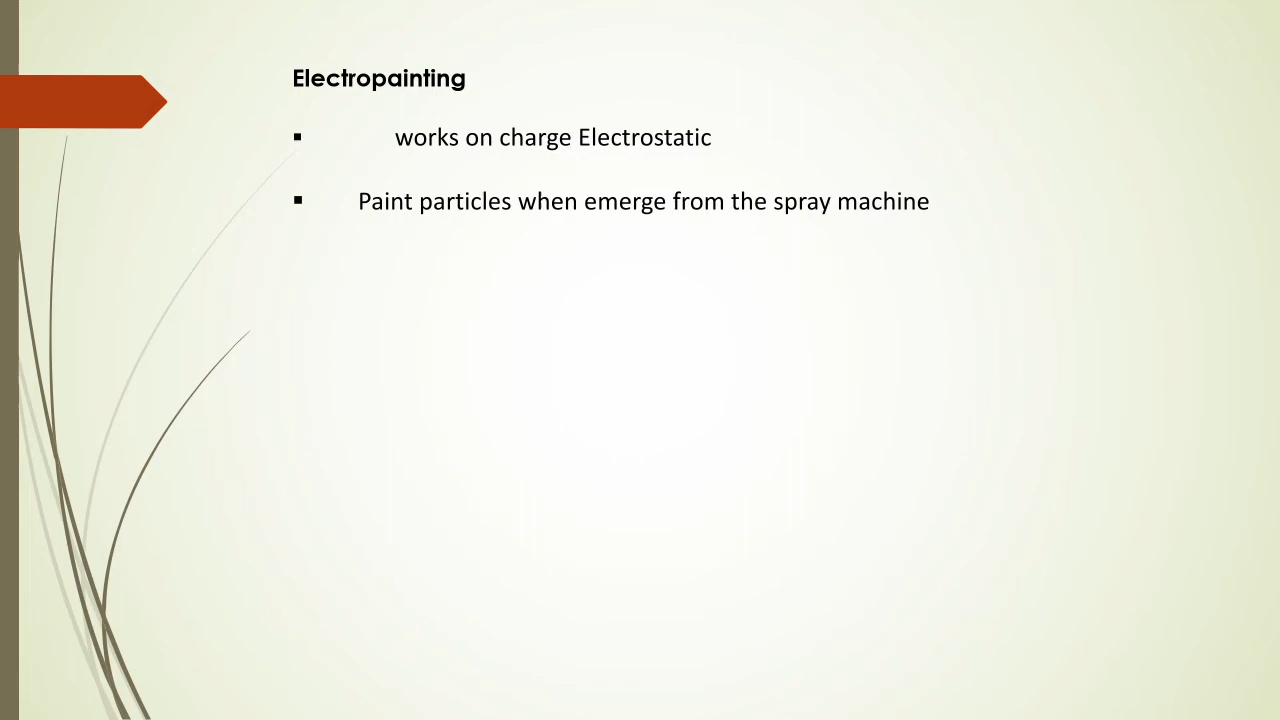 Electropainting
▪ works on charge Electrostatic
▪ Paint particles when emerge from the spray machine